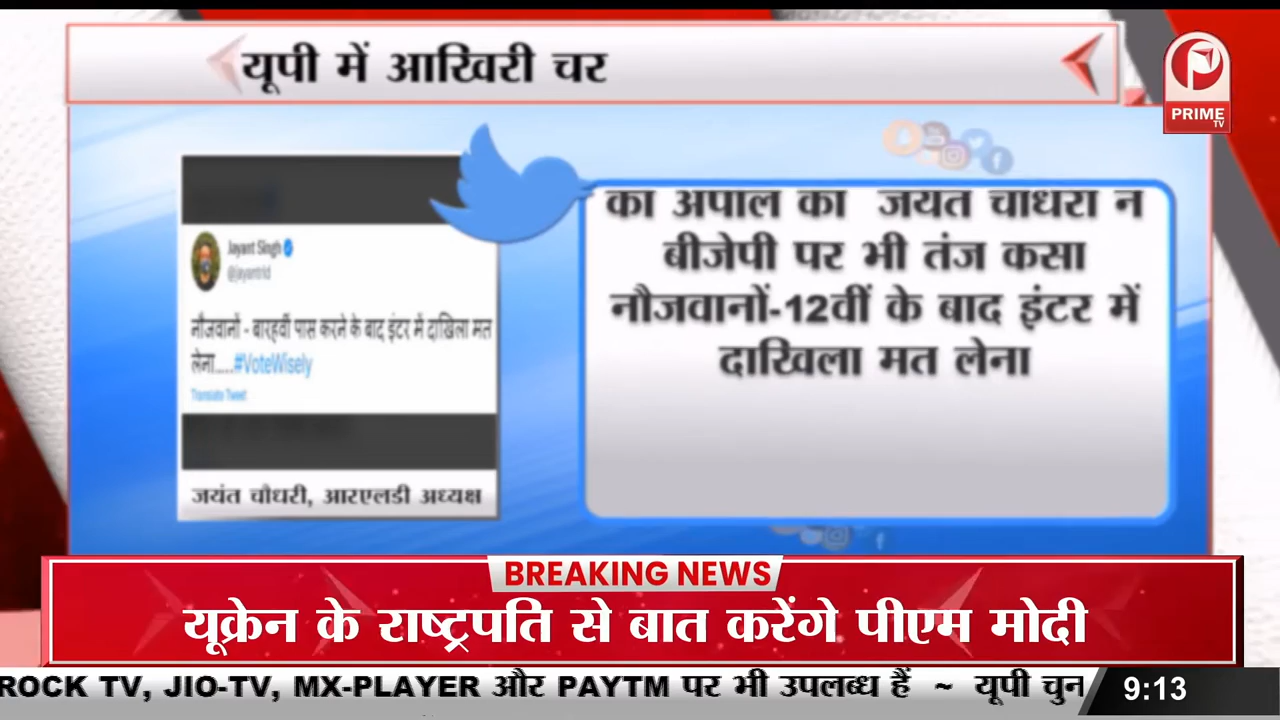 यूपी में आखिरी चर
PRIME
TV
Jayant Singh
@jayantrld
नौजवानों - बारहवीं पास करने के बाद इंटर में दाखिला मत
लेना....#VoteWisely
Translate Tweet
जयंत चौधरी, आरएलडी अध्यक्ष
बीजेपी पर भी तंज कसा
नौजवानों-12वीं के बाद इंटर में
दाखिला मत लेना
BREAKING NEWS
यूक्रेन के राष्ट्रपति से बात करेंगे पीएम मोदी
ROCK TV, JIO-TV, MX-PLAYER और PAYTM पर भी उपलब्ध हैं ~ यूपी चुन
9:13